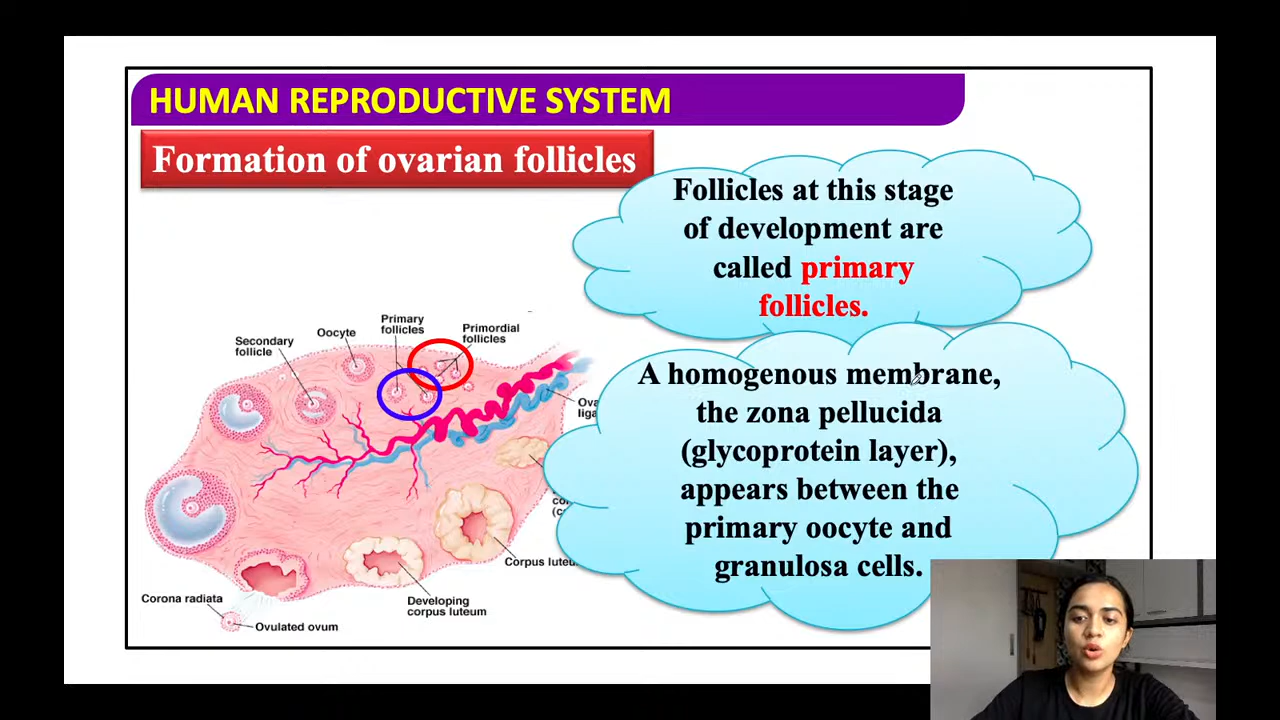 HUMAN REPRODUCTIVE SYSTEM
Formation of ovarian follicles
Follicles at this stage
of development are
called primary
follicles.
A homogenous membrane,
the zona pellucida
(glycoprotein layer),
appears between the
primary oocyte and
granulosa cells.
Primary
follicles
Primordial
follicles
Oocyte
Secondary
follicle
Corona radiata
Ovulated ovum
Developing
corpus luteum
Corpus